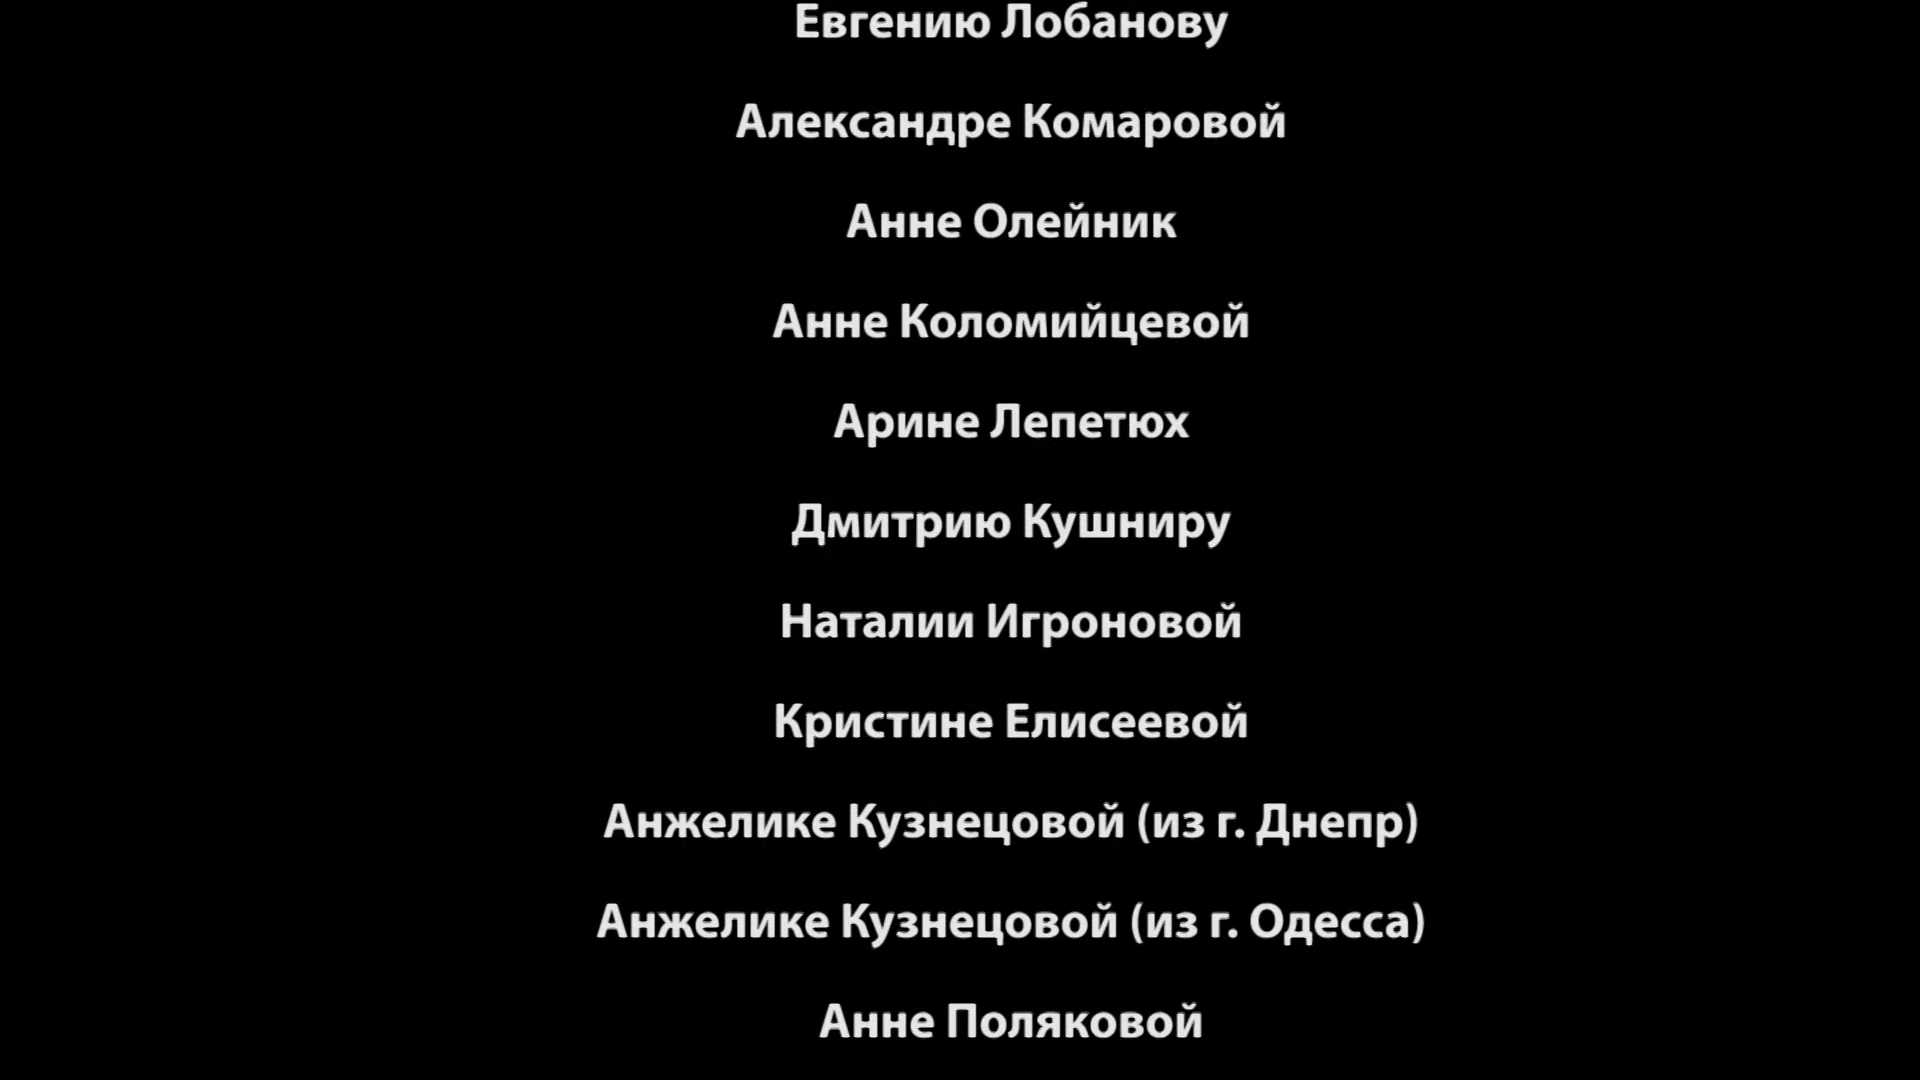 Евгению Лобанову
Александре Комаровой
Анне Олейник
Анне Коломийцевой
Арине Лепетюх
Дмитрию Кушниру
Наталии Игроновой
Кристине Елисеевой
Анжелике Кузнецовой (из г. Днепр)
Анжелике Кузнецовой (из г. Одесса)
Анне Поляковой